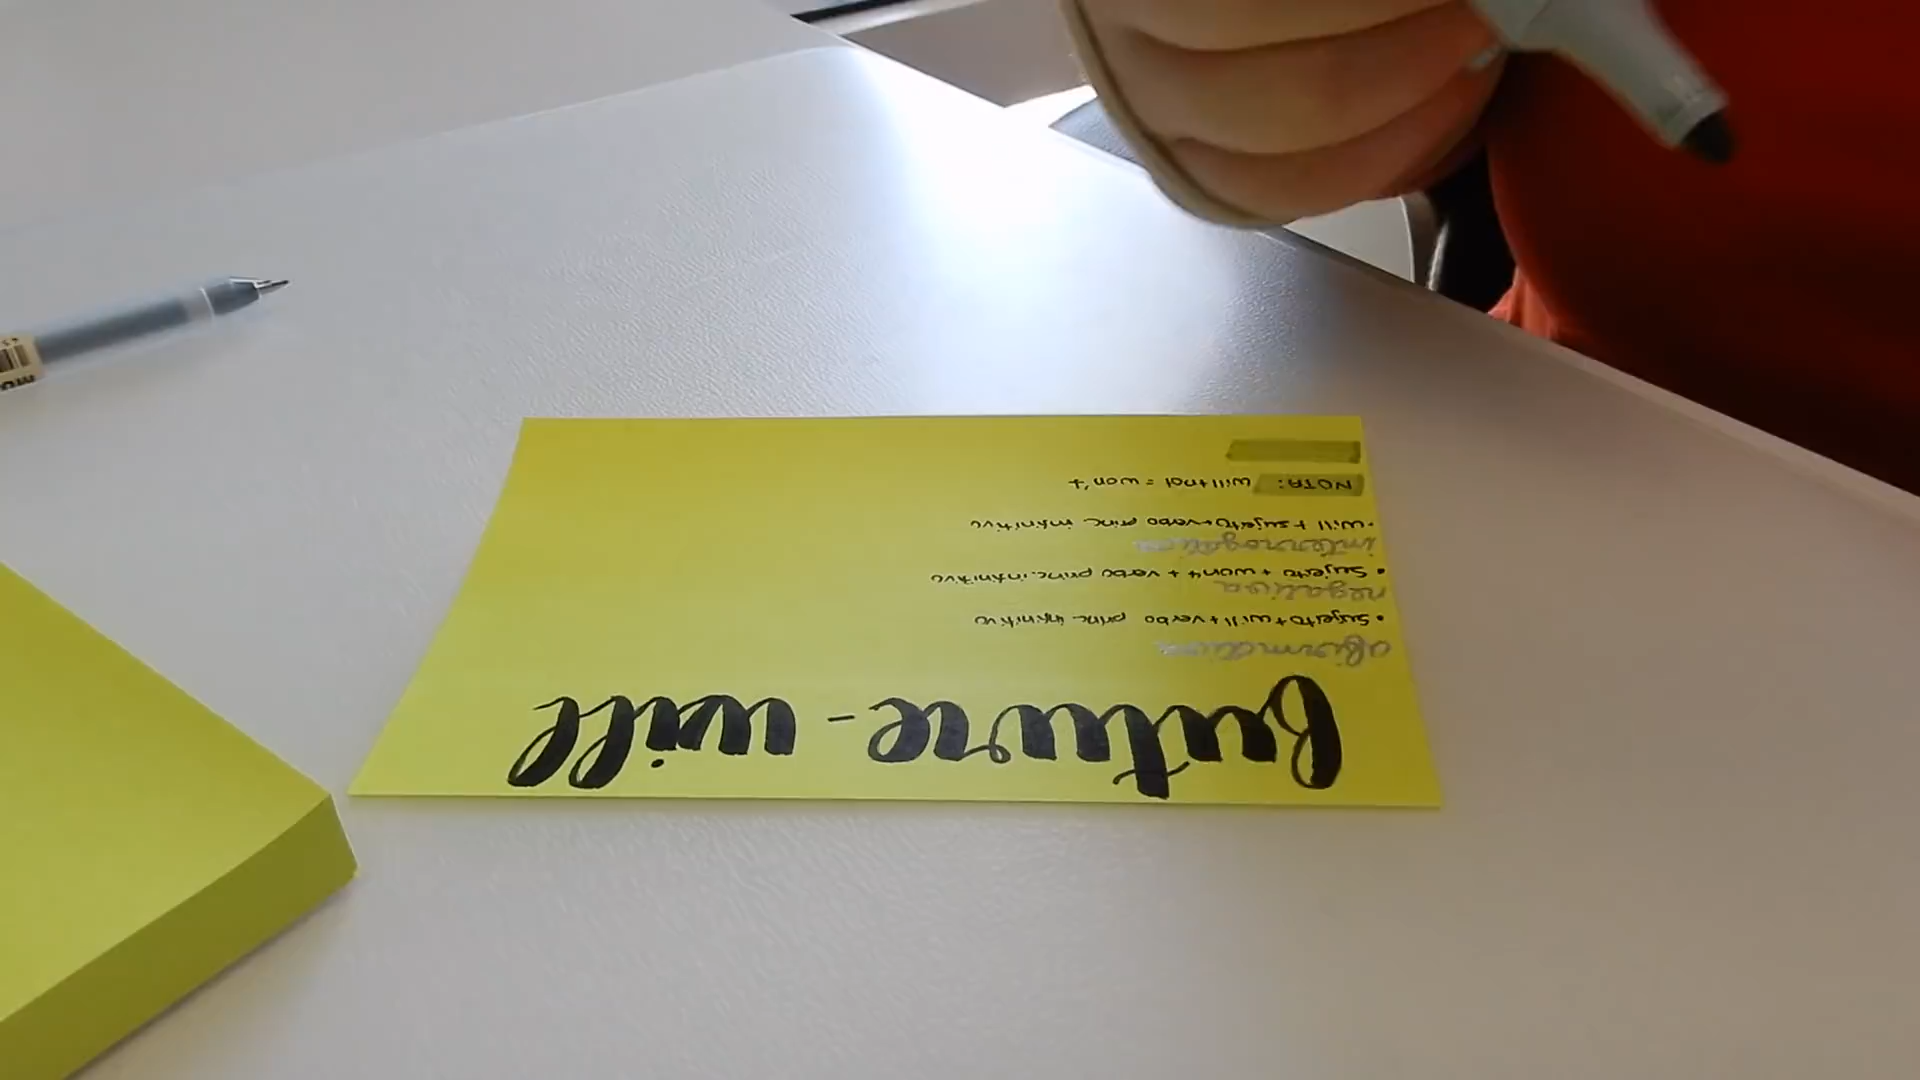 future - will
afirmativa
• Sujeto + will + verbo princ. infinitivo
negativa
• Sujeto + won't + verbo princ. infinitivo
interrogativa
• will + sujeto + verbo princ. infinitivo
NOTA: will + not = won't